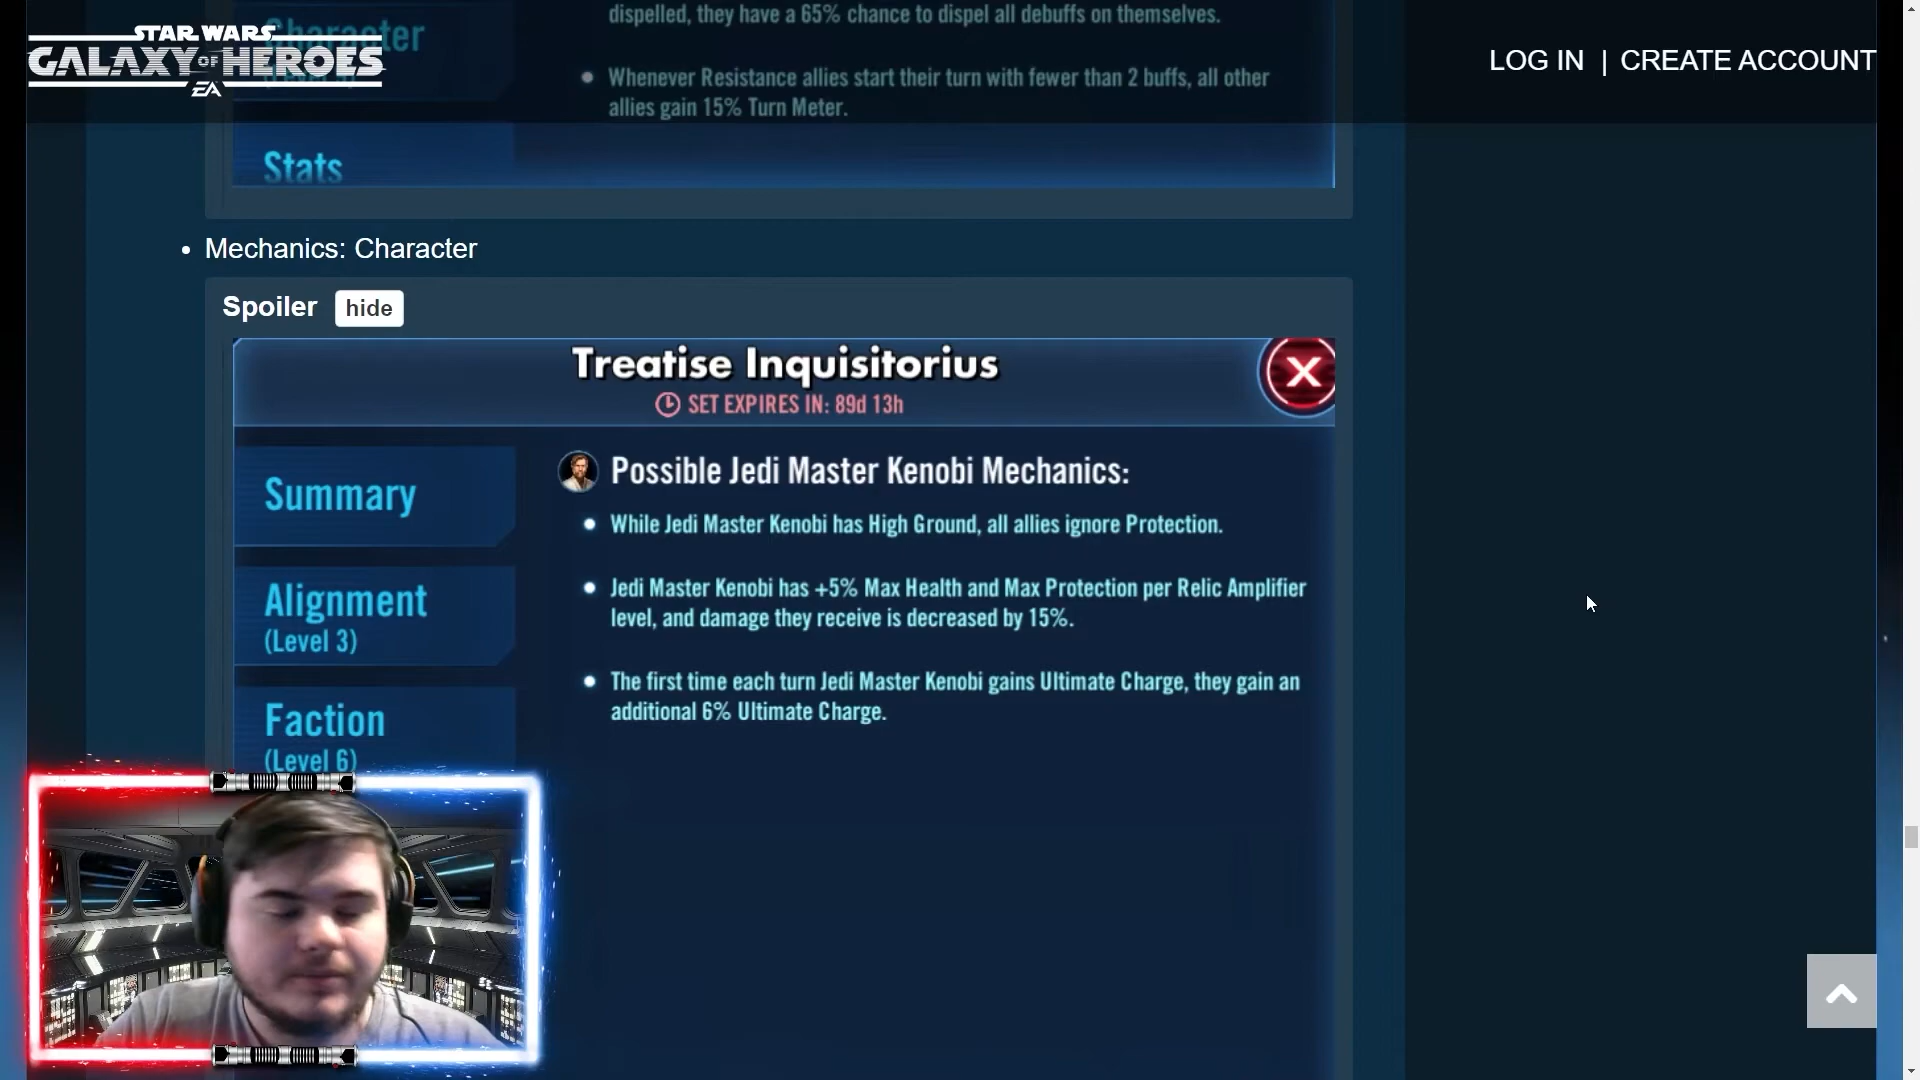 dispelled, they have a 65% chance to dispel all debuffs on themselves.
Character
STAR WARS
GALAXY OF HEROES
EA
LOG IN | CREATE ACCOUNT
Whenever Resistance allies start their turn with fewer than 2 buffs, all other
allies gain 15% Turn Meter.
Stats
• Mechanics: Character
Spoiler hide
Treatise Inquisitorius
X
SET EXPIRES IN: 89d 13h
Summary
Alignment
(Level 3)
Faction
(Level 6)
Possible Jedi Master Kenobi Mechanics:
• While Jedi Master Kenobi has High Ground, all allies ignore Protection.
• Jedi Master Kenobi has +5% Max Health and Max Protection per Relic Amplifier
level, and damage they receive is decreased by 15%.
• The first time each turn Jedi Master Kenobi gains Ultimate Charge, they gain an
additional 6% Ultimate Charge.